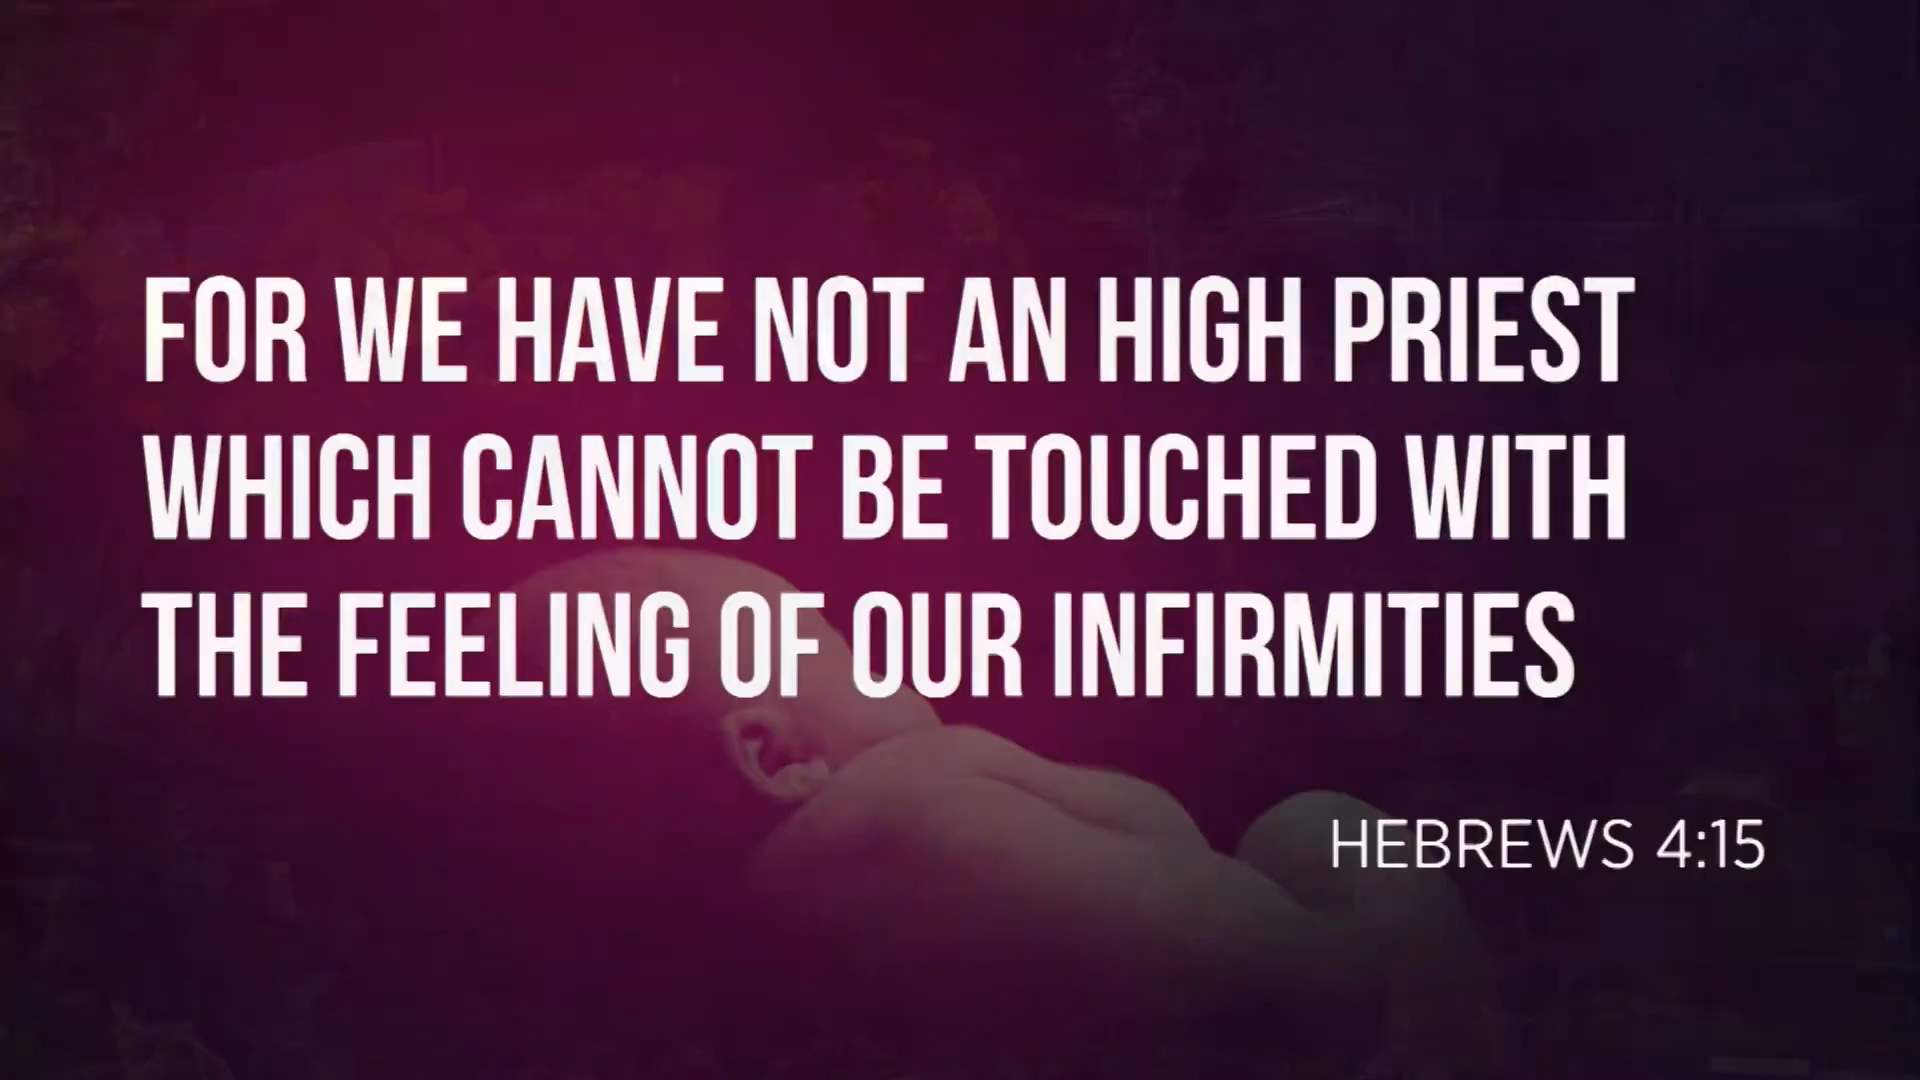 FOR WE HAVE NOT AN HIGH PRIEST
WHICH CANNOT BE TOUCHED WITH
THE FEELING OF OUR INFIRMITIES
HEBREWS 4:15